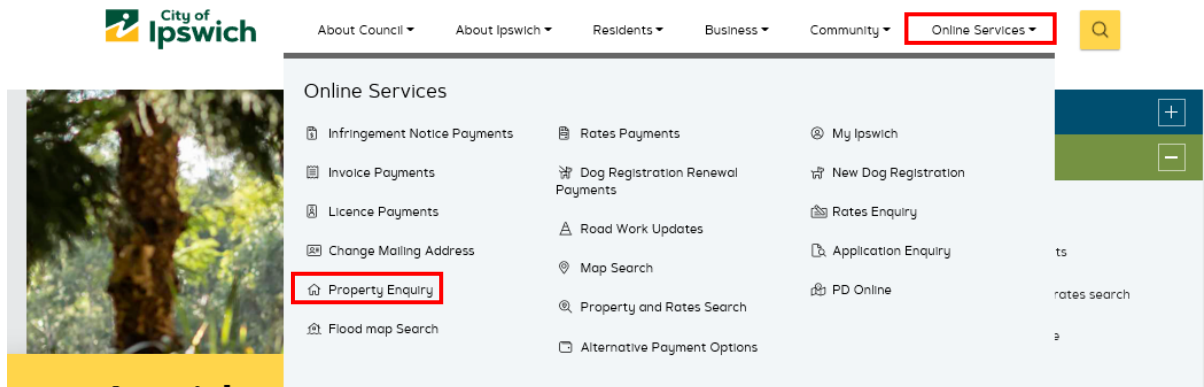 City of
Ipswich
About Council
About Ipswich
Residents
Business
Community
Online Services
Online Services
Infringement Notice Payments
Invoice Payments
Licence Payments
Change Mailing Address
Property Enquiry
Flood map Search
Rates Payments
Dog Registration Renewal
Payments
Road Work Updates
Map Search
Property and Rates Search
Alternative Payment Options
My Ipswich
New Dog Registration
Rates Enquiry
Application Enquiry
PD Online
ts
rates search